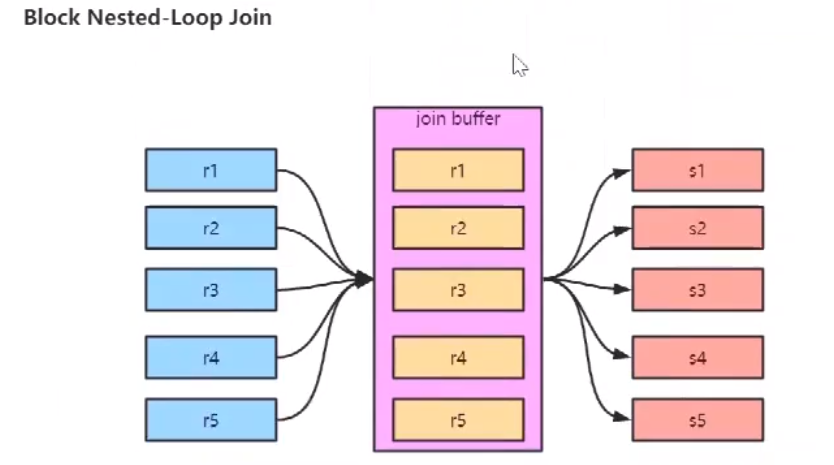 Block Nested-Loop Join
join buffer
r1 r1 s1
r2 r2 s2
r3 r3 s3
r4 r4 s4
r5 r5 s5